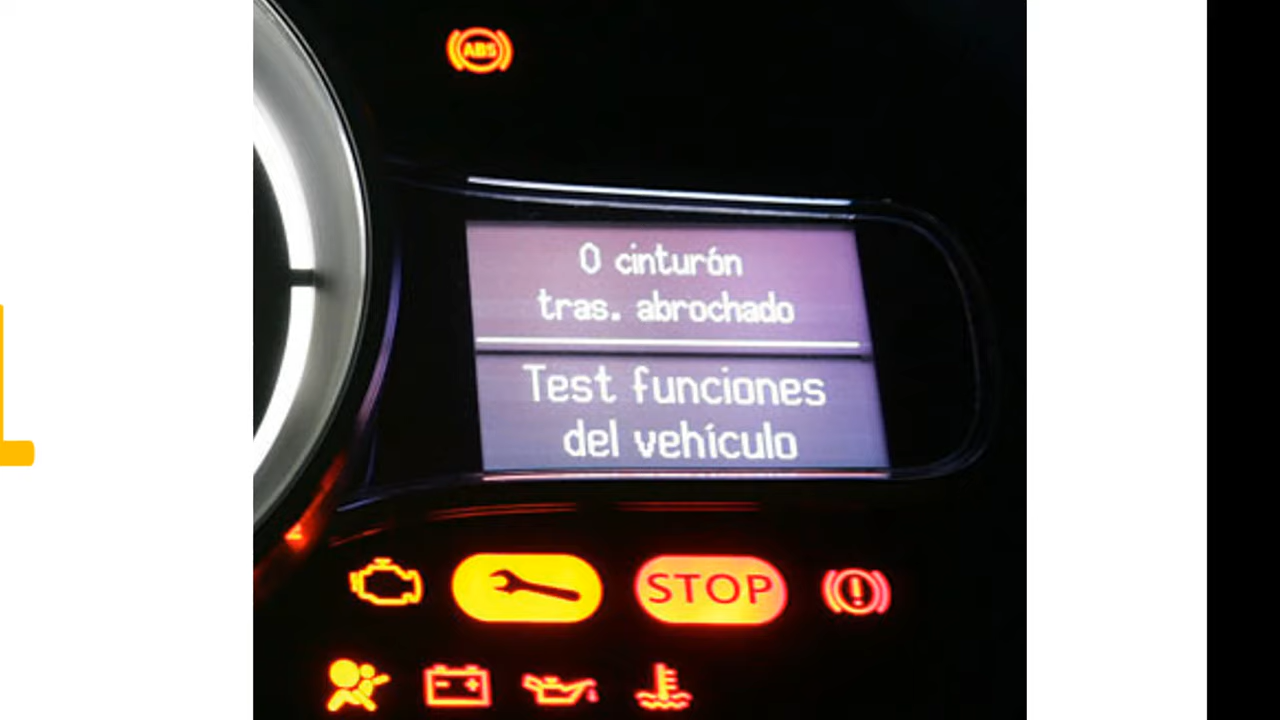 ABS
0 cinturón
tras. abrochado
Test funciones
del vehículo
STOP